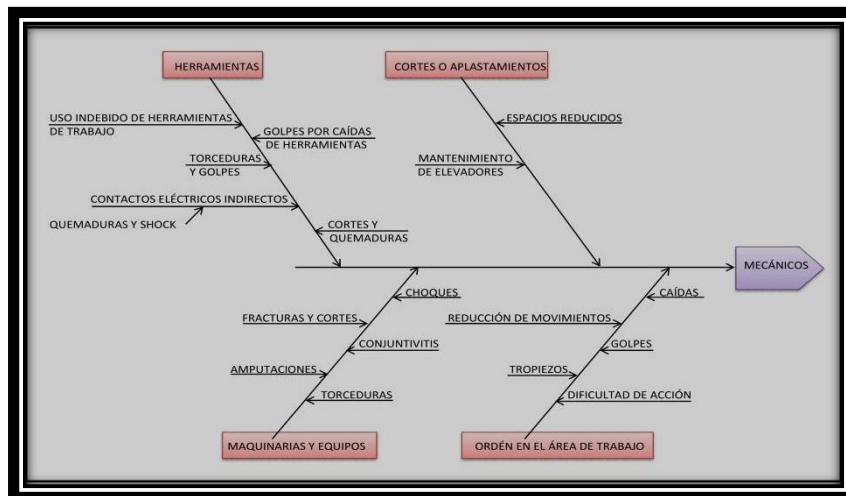 HERRAMIENTAS
CORTES O APLASTAMIENTOS
USO INDEBIDO DE HERRAMIENTAS
DE TRABAJO
GOLPES POR CAÍDAS
DE HERRAMIENTAS
TORCEDURAS
Y GOLPES
CONTACTOS ELÉCTRICOS INDIRECTOS
QUEMADURAS Y SHOCK
CORTES Y
QUEMADURAS
ESPACIOS REDUCIDOS
MANTENIMIENTO
DE ELEVADORES
MECÁNICOS
CHOQUES
FRACTURAS Y CORTES
CONJUNTIVITIS
AMPUTACIONES
TORCEDURAS
CAÍDAS
REDUCCIÓN DE MOVIMIENTOS
GOLPES
TROPIEZOS
DIFICULTAD DE ACCIÓN
MAQUINARIAS Y EQUIPOS
ORDÉN EN EL ÁREA DE TRABAJO